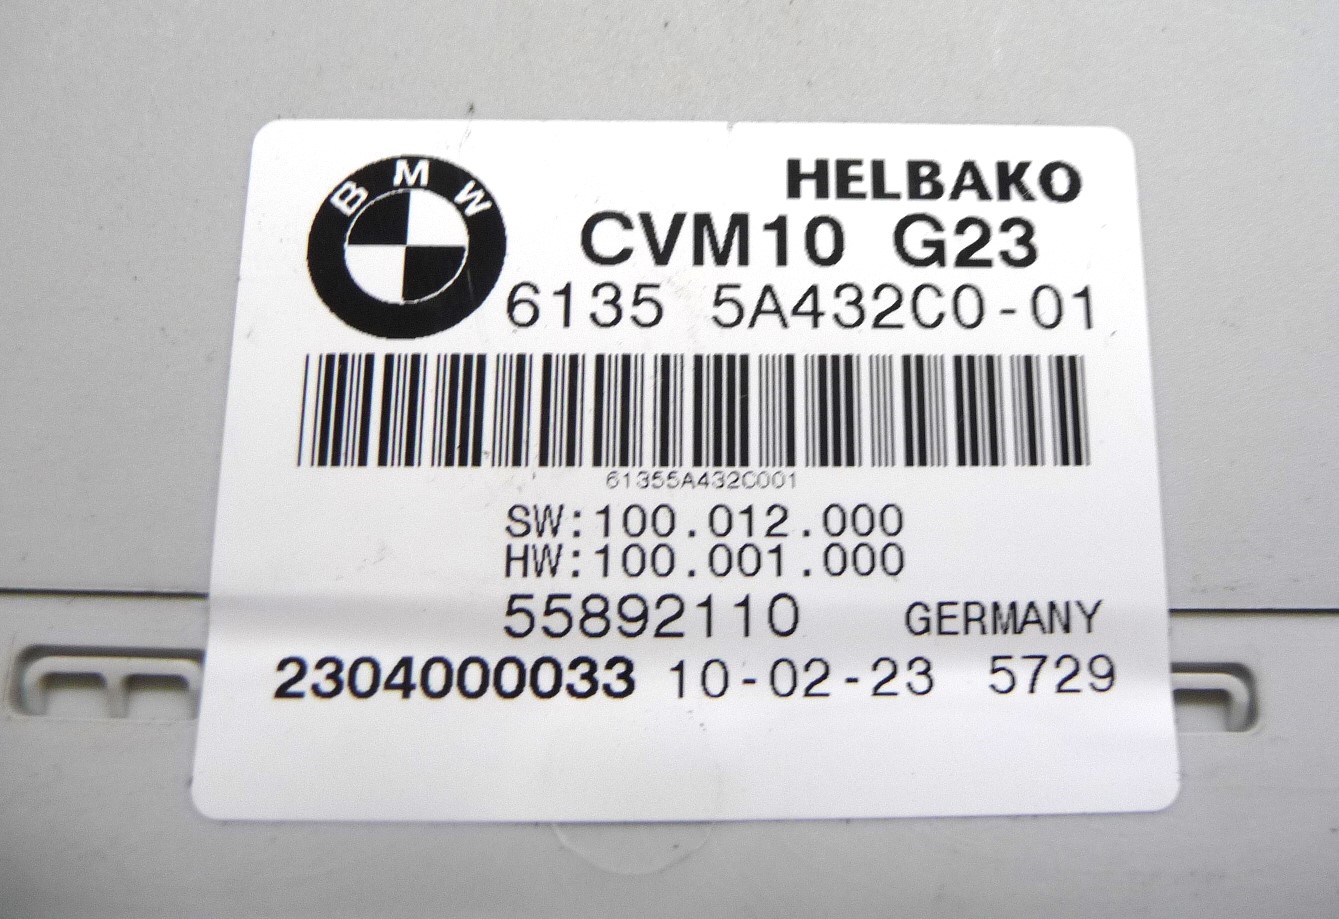 BMW
HELBAKO
CVM10 G23
6135 5A432C0-01
61355A432C001
SW:100.012.000
HW:100.001.000
55892110 GERMANY
2304000033 10-02-23 5729